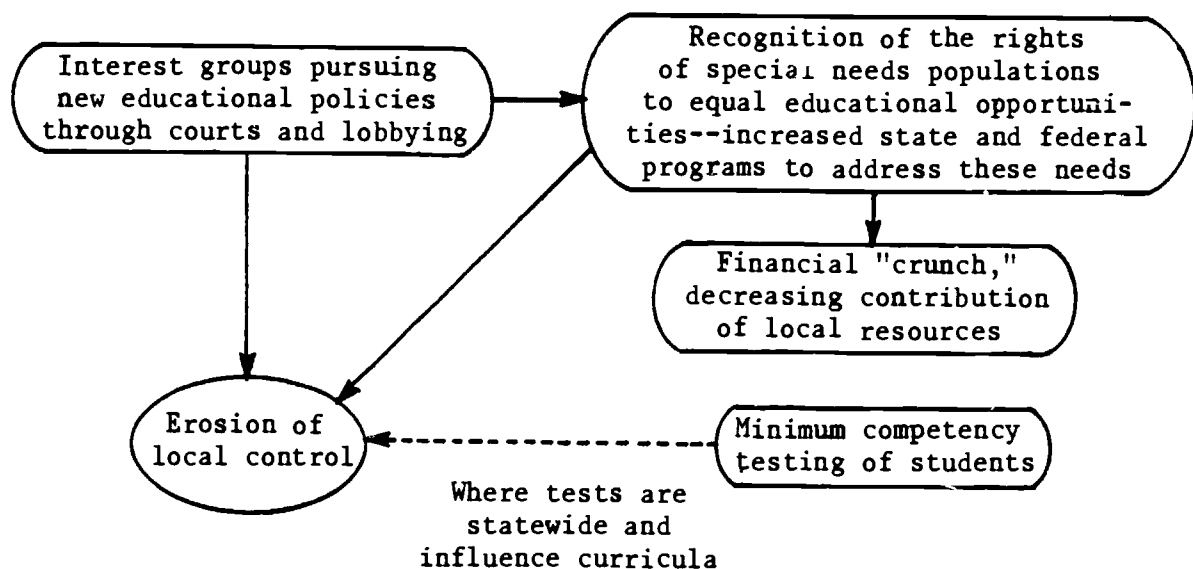 Interest groups pursuing
new educational policies
through courts and lobbying
Recognition of the rights
of special needs populations
to equal educational opportuni-
ties--increased state and federal
programs to address these needs
Financial "crunch,"
decreasing contribution
of local resources
Erosion of
local control
Minimum competency
testing of students
Where tests are
statewide and
influence curricula